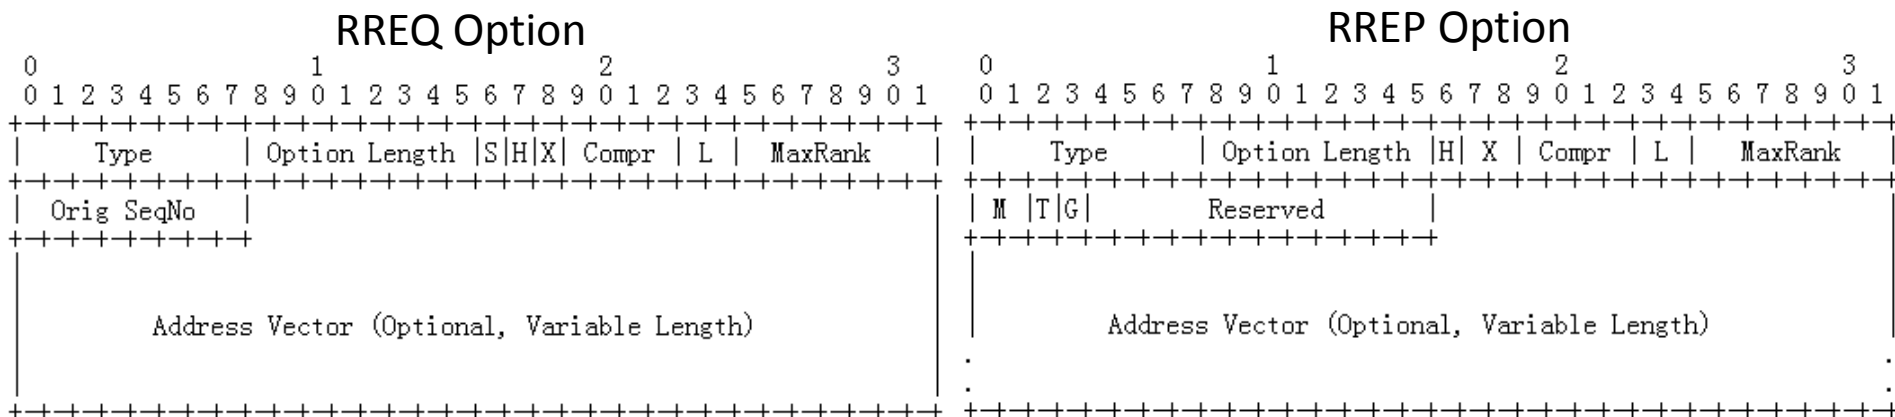 RREQ Option
0 1 2 3
0 1 2 3 4 5 6 7 8 9 0 1 2 3 4 5 6 7 8 9 0 1 2 3 4 5 6 7 8 9 0 1
+-+-+-+-+-+-+-+-+-+-+-+-+-+-+-+-+-+-+-+-+-+-+-+-+-+-+-+-+-+-+-+-+
| Type | Option Length |S|H|X| Compr | L | MaxRank |
+-+-+-+-+-+-+-+-+-+-+-+-+-+-+-+-+-+-+-+-+-+-+-+-+-+-+-+-+-+-+-+-+
| Orig SeqNo | |
+-+-+-+-+-+-+-+-+
Address Vector (Optional, Variable Length)
+-+-+-+-+-+-+-+-+-+-+-+-+-+-+-+-+-+-+-+-+-+-+-+-+-+-+-+-+-+-+-+-+
RREP Option
0 1 2 3
0 1 2 3 4 5 6 7 8 9 0 1 2 3 4 5 6 7 8 9 0 1 2 3 4 5 6 7 8 9 0 1
+-+-+-+-+-+-+-+-+-+-+-+-+-+-+-+-+-+-+-+-+-+-+-+-+-+-+-+-+-+-+-+-+
| Type | Option Length |H| X | Compr | L | MaxRank |
+-+-+-+-+-+-+-+-+-+-+-+-+-+-+-+-+-+-+-+-+-+-+-+-+-+-+-+-+-+-+-+-+
| M |T|G| Reserved | |
+-+-+-+-+-+-+-+-+-+-+-+-+-+-+-+-+
Address Vector (Optional, Variable Length)
. .
. .
+-+-+-+-+-+-+-+-+-+-+-+-+-+-+-+-+-+-+-+-+-+-+-+-+-+-+-+-+-+-+-+-+